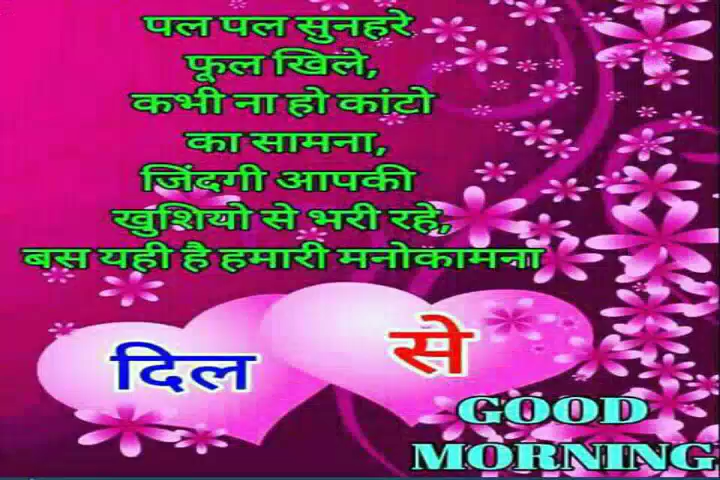 पल पल सुनहरे
फूल खिले,
कभी ना हो कांटो
का सामना,
जिंदगी आपकी
खुशियो से भरी रहे,
बस यही है हमारी मनोकामना
दिल से
GOOD
MORNING